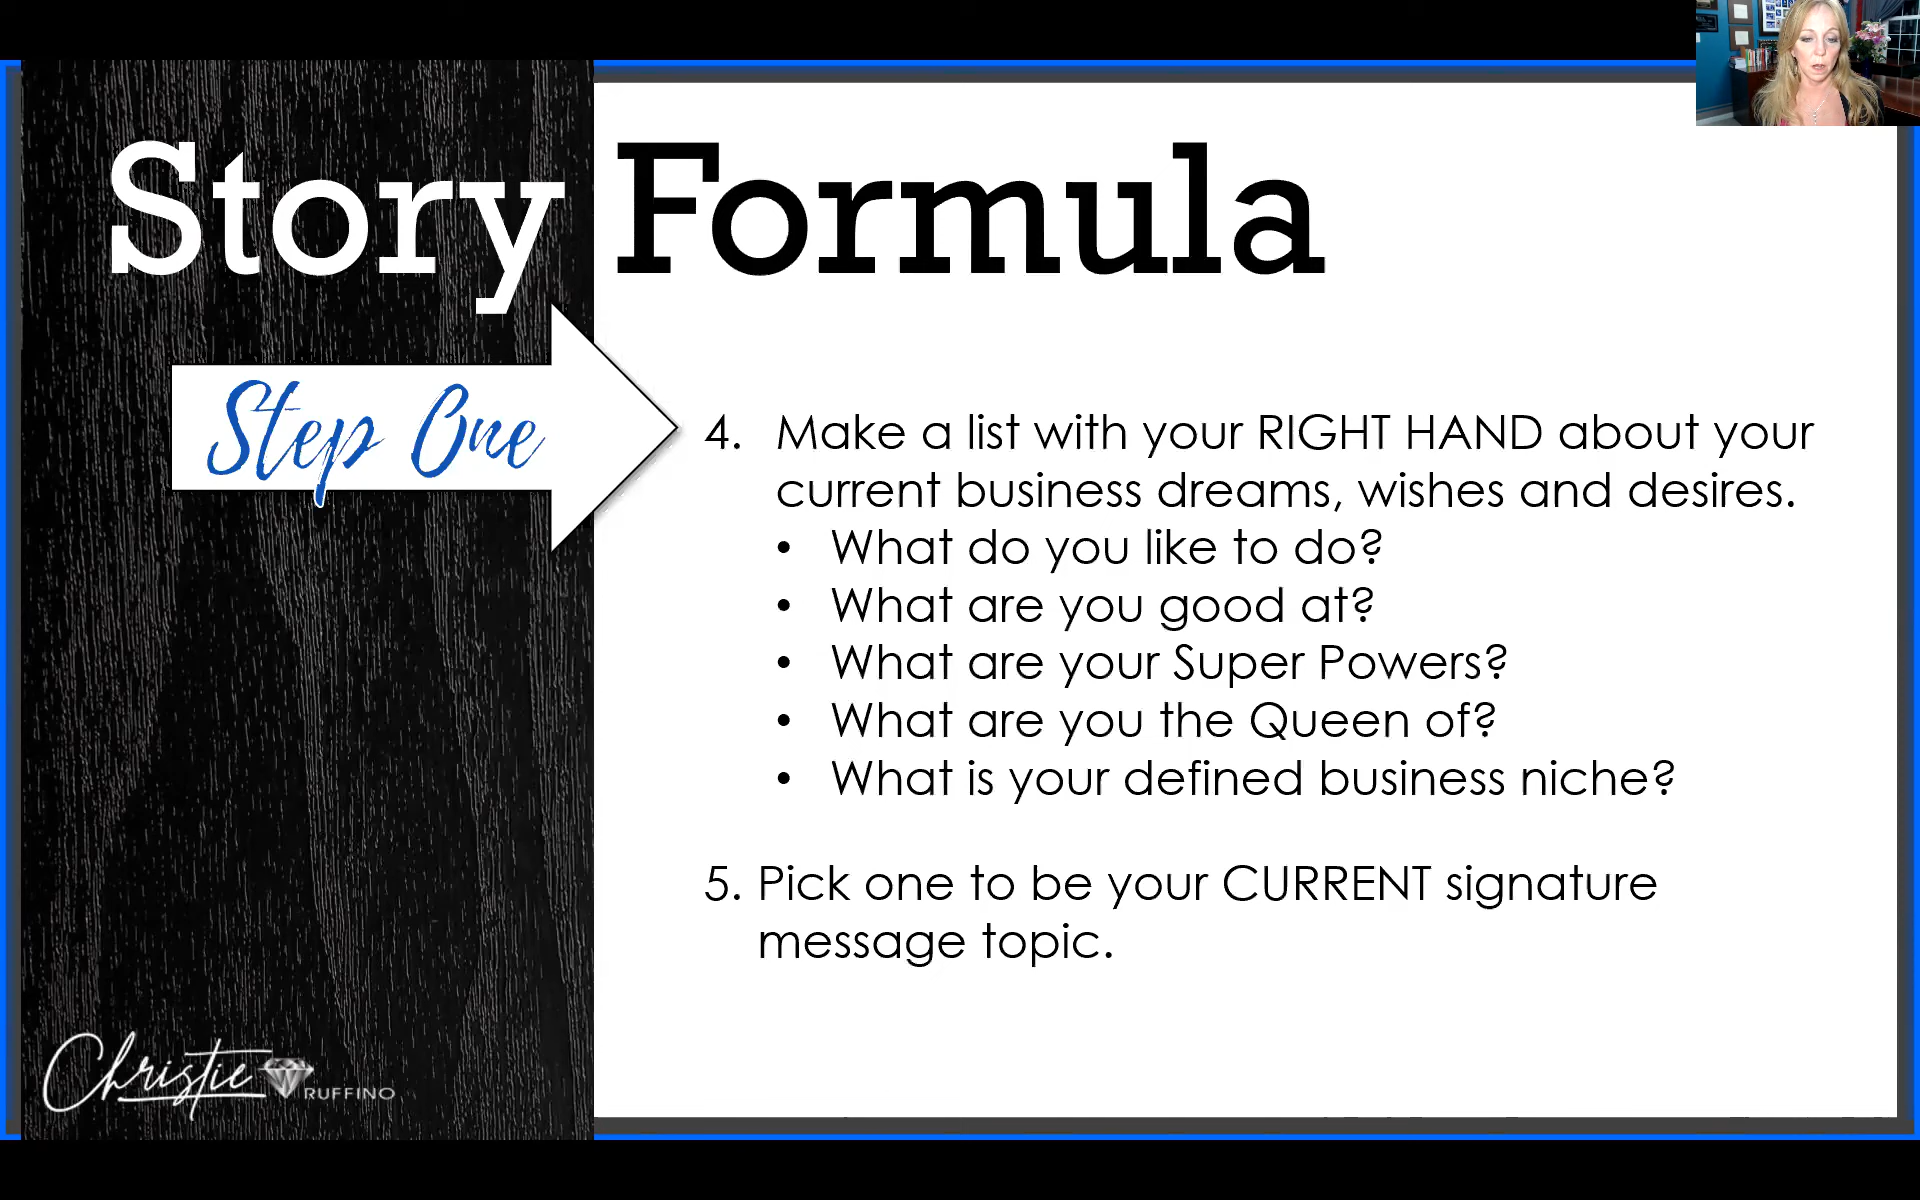 Story Formula
Step One
4. Make a list with your RIGHT HAND about your
current business dreams, wishes and desires.
• What do you like to do?
• What are you good at?
• What are your Super Powers?
• What are you the Queen of?
• What is your defined business niche?
5. Pick one to be your CURRENT signature
message topic.
Christie RUFFINO